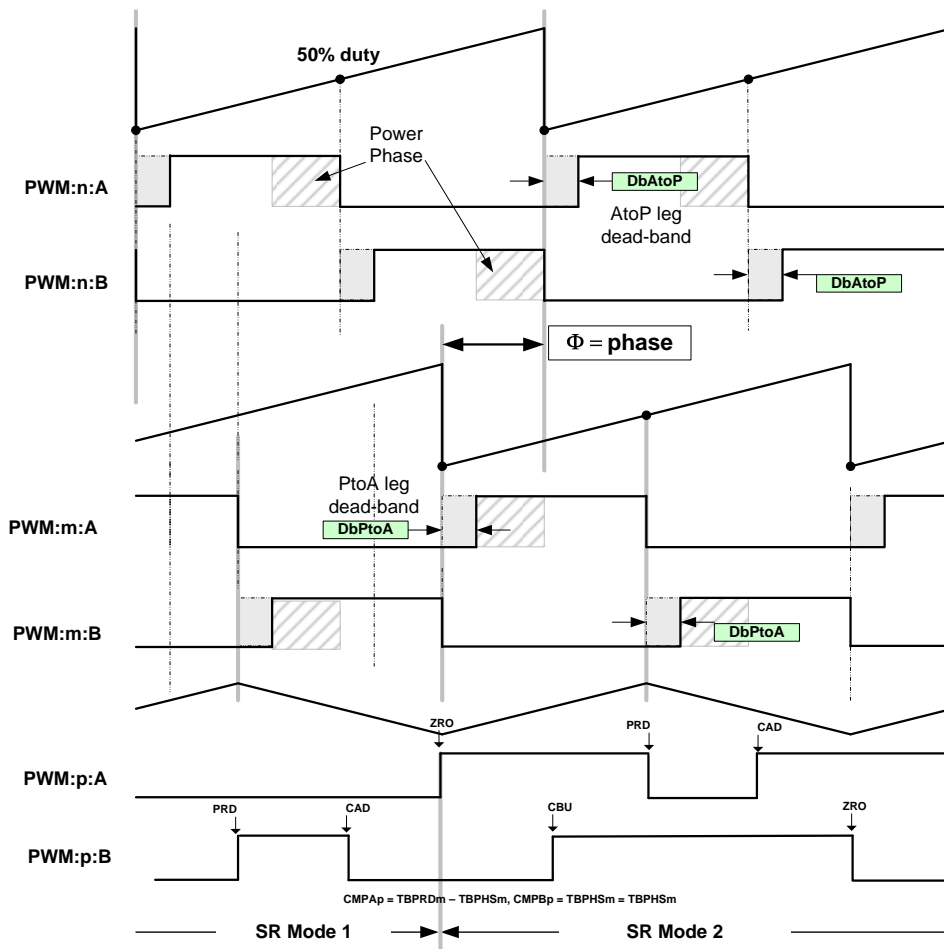 50% duty
Power
Phase
PWM:n:A
DbAtoP
AtoP leg
dead-band
PWM:n:B
DbAtoP
Φ = phase
PtoA leg
dead-band
PWM:m:A
DbPtoA
PWM:m:B
DbPtoA
ZRO
PRD
CAD
PWM:p:A
PRD
CAD
CBU
ZRO
PWM:p:B
CMPAp = TBPRDm – TBPHSm, CMPBp = TBPHSm = TBPHSm
SR Mode 1
SR Mode 2